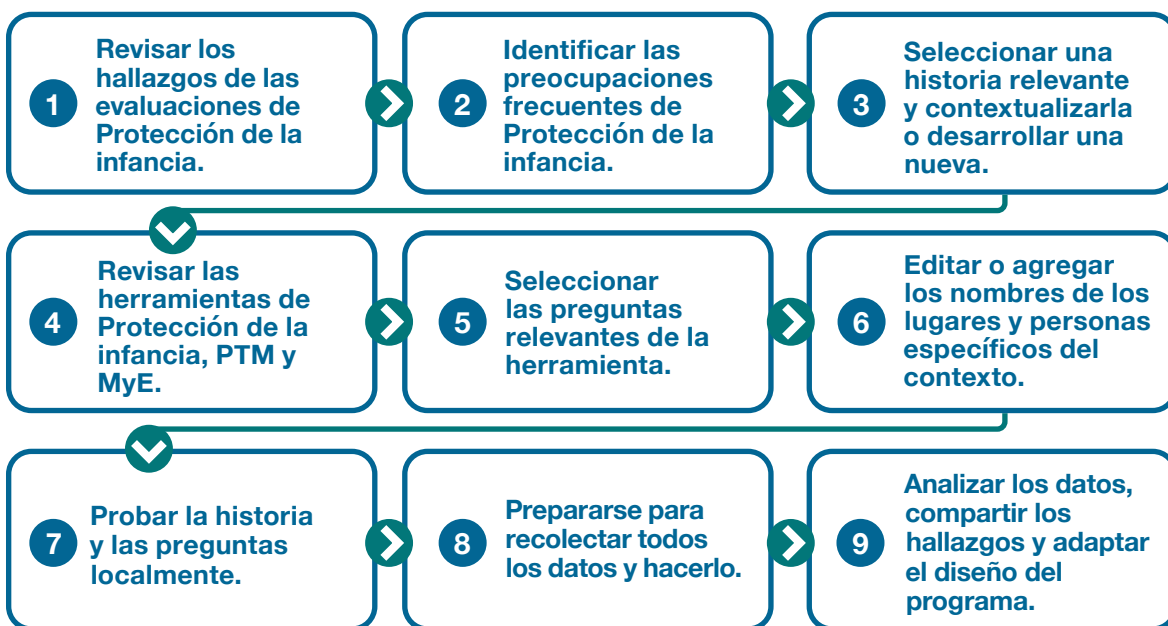 1
Revisar los
hallazgos de las
evaluaciones de
Protección de la
infancia.
2
Identificar las
preocupaciones
frecuentes de
Protección de la
infancia.
3
Seleccionar una
historia relevante
y contextualizarla
o desarrollar una
nueva.
4
Revisar las
herramientas de
Protección de la
infancia, PTM y
MyE.
5
Seleccionar
las preguntas
relevantes de la
herramienta.
6
Editar o agregar
los nombres de los
lugares y personas
específicos del
contexto.
7
Probar la historia
y las preguntas
localmente.
8
Prepararse para
recolectar todos
los datos y hacerlo.
9
Analizar los datos,
compartir los
hallazgos y adaptar
el diseño del
programa.